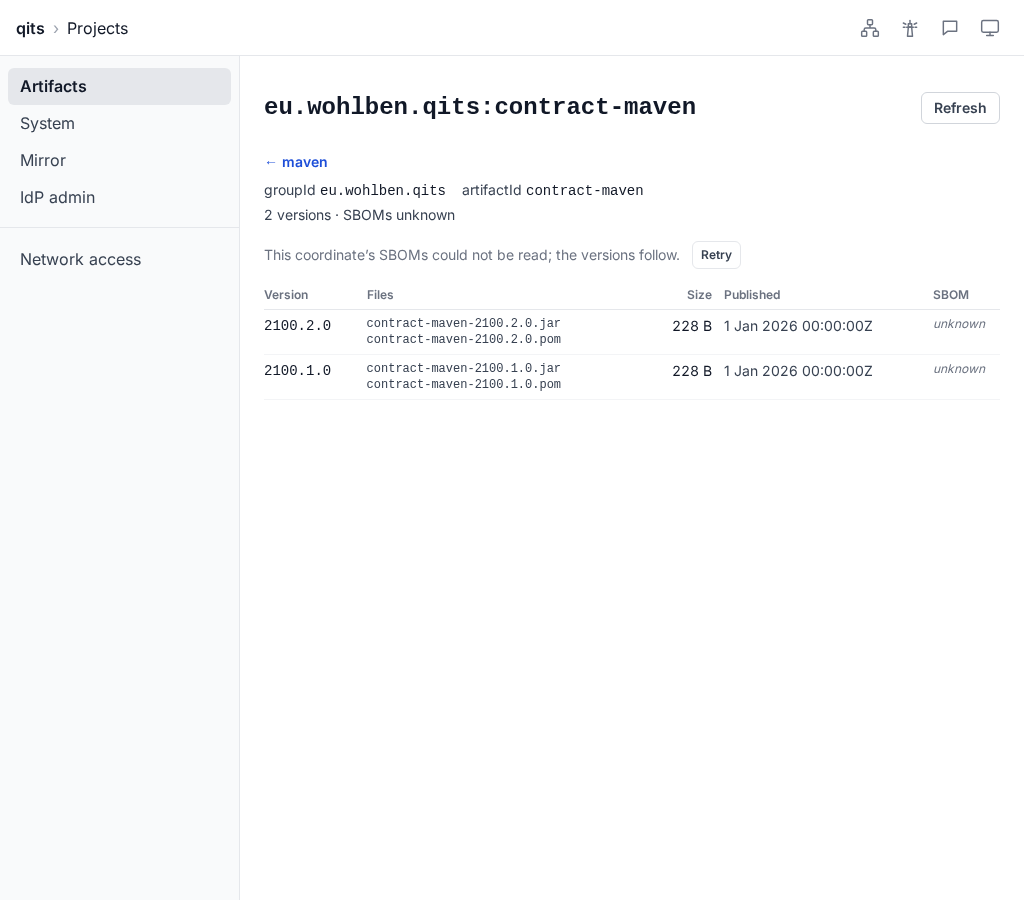 qits › Projects
Artifacts
System
Mirror
IdP admin
Network access
eu.wohlben.qits:contract-maven
Refresh
← maven
groupId eu.wohlben.qits artifactId contract-maven
2 versions · SBOMs unknown
This coordinate’s SBOMs could not be read; the versions follow. Retry
Version Files Size Published SBOM
2100.2.0 contract-maven-2100.2.0.jar 228 B 1 Jan 2026 00:00:00Z unknown
contract-maven-2100.2.0.pom
2100.1.0 contract-maven-2100.1.0.jar 228 B 1 Jan 2026 00:00:00Z unknown
contract-maven-2100.1.0.pom